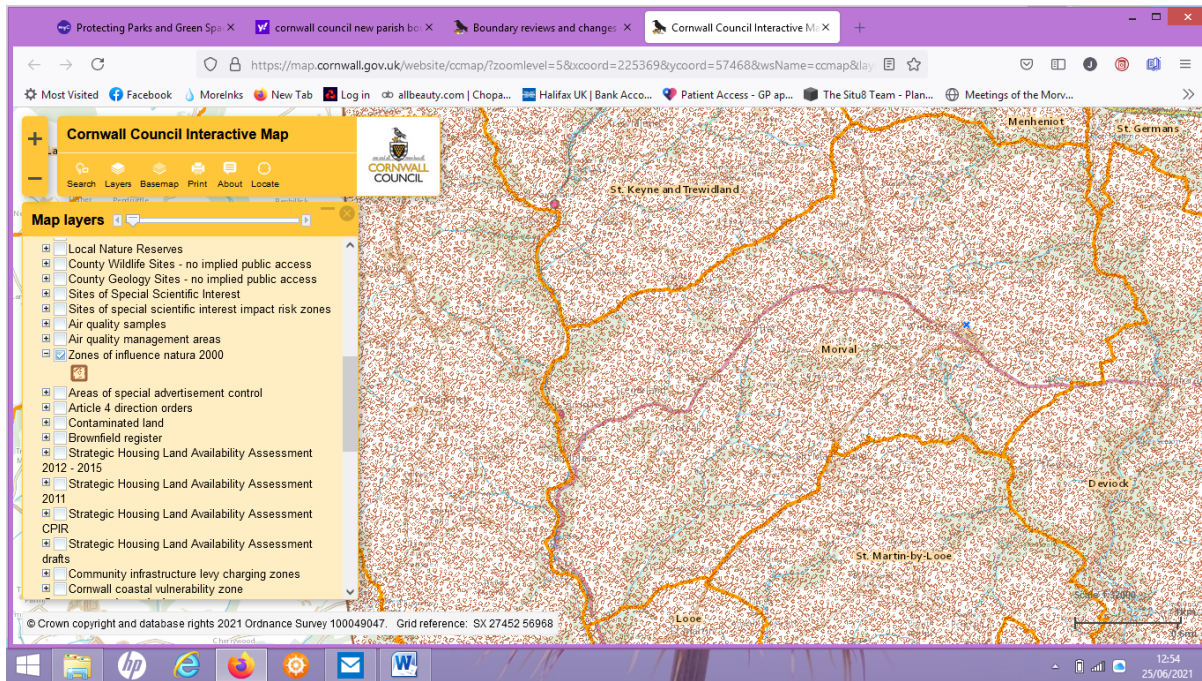 Protecting Parks and Green Spa
cornwall council new parish bo
Boundary reviews and changes
Cornwall Council Interactive Ma
https://map.cornwall.gov.uk/website/ccmap/?zoomlevel=5&xcoord=225369&ycoord=57468&wsName=ccmap&lay
Most Visited
Facebook
MoreInks
New Tab
Log in
allbeauty.com | Chopa...
Halifax UK | Bank Acco...
Patient Access - GP ap...
The Situ8 Team - Plan...
Meetings of the Morv...
Cornwall Council Interactive Map
Search Layers Basemap Print About Locate
CORNWALL
COUNCIL
Map layers
Local Nature Reserves
County Wildlife Sites - no implied public access
County Geology Sites - no implied public access
Sites of Special Scientific Interest
Sites of special scientific interest impact risk zones
Air quality samples
Air quality management areas
Zones of influence natura 2000
Areas of special advertisement control
Article 4 direction orders
Contaminated land
Brownfield register
Strategic Housing Land Availability Assessment
2012 - 2015
Strategic Housing Land Availability Assessment
2011
Strategic Housing Land Availability Assessment
CPIR
Strategic Housing Land Availability Assessment
drafts
Community infrastructure levy charging zones
Cornwall coastal vulnerability zone
Menheniot
St. Germans
St. Keyne and Trewidland
Morval
Deviock
St. Martin-by-Looe
Looe
Scale 1:32000
1km
0.6mi
© Crown copyright and database rights 2021 Ordnance Survey 100049047. Grid reference: SX 27452 56968
12:54
25/06/2021